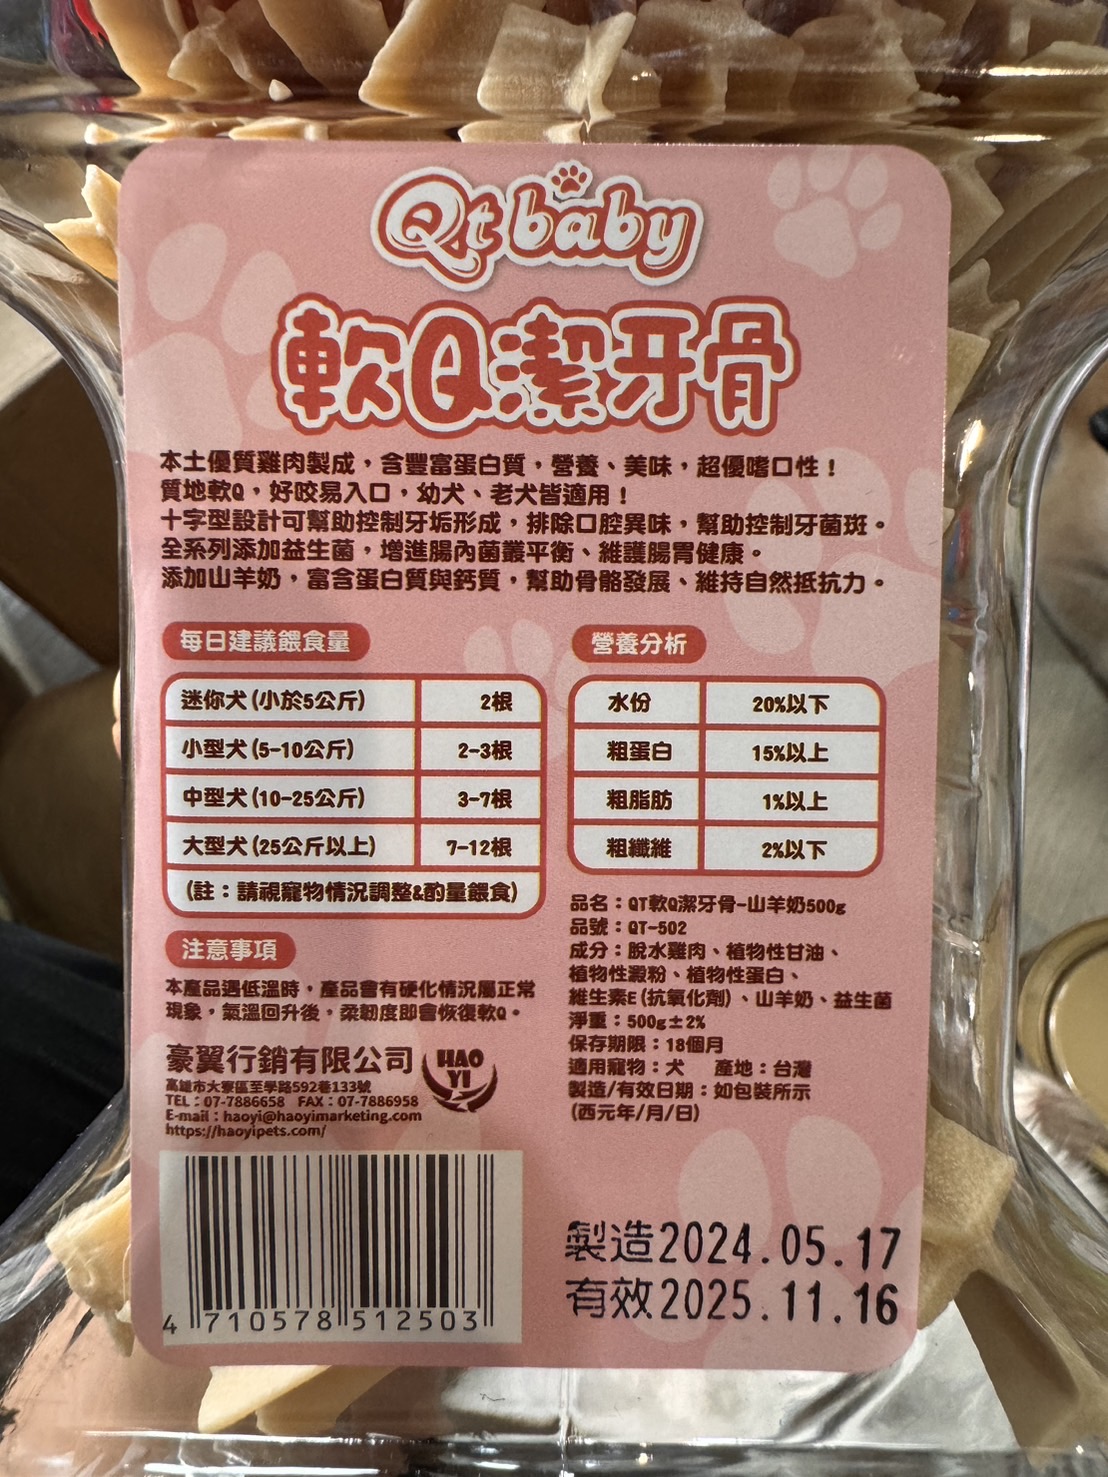 Qt baby
軟Q潔牙骨
本土優質雞肉製成，含豐富蛋白質，營養、美味，超優嗜口性！
質地軟Q，好咬易入口，幼犬、老犬皆適用！
十字型設計可幫助控制牙垢形成，排除口腔異味，幫助控制牙菌斑。
全系列添加益生菌，增進腸內菌叢平衡、維護腸胃健康。
添加山羊奶，富含蛋白質與鈣質，幫助骨骼發展、維持自然抵抗力。
每日建議餵食量
迷你犬(小於5公斤) 2根
小型犬(5-10公斤) 2-3根
中型犬(10-25公斤) 3-7根
大型犬(25公斤以上) 7-12根
(註：請視寵物情況調整&酌量餵食)
注意事項
本產品遇低溫時，產品會有硬化情況屬正常
現象，氣溫回升後，柔軔度即會恢復軟Q。
豪翼行銷有限公司
HAO
YI
高雄市大寮區至學路592巷133號
TEL：07-7886658 FAX：07-7886958
E-mail：haoyi@haoyimarketing.com
https://haoyipets.com/
4 710578 512503
營養分析
水份 20%以下
粗蛋白 15%以上
粗脂肪 1%以上
粗纖維 2%以下
品名：QT軟Q潔牙骨-山羊奶500g
品號：QT-502
成分：脫水雞肉、植物性甘油、
植物性澱粉、植物性蛋白、
維生素E(抗氧化劑)、山羊奶、益生菌
淨重：500g±2%
保存期限：18個月
適用寵物：犬 產地：台灣
製造/有效日期：如包裝所示
(西元年/月/日)
製造2024.05.17
有效2025.11.16